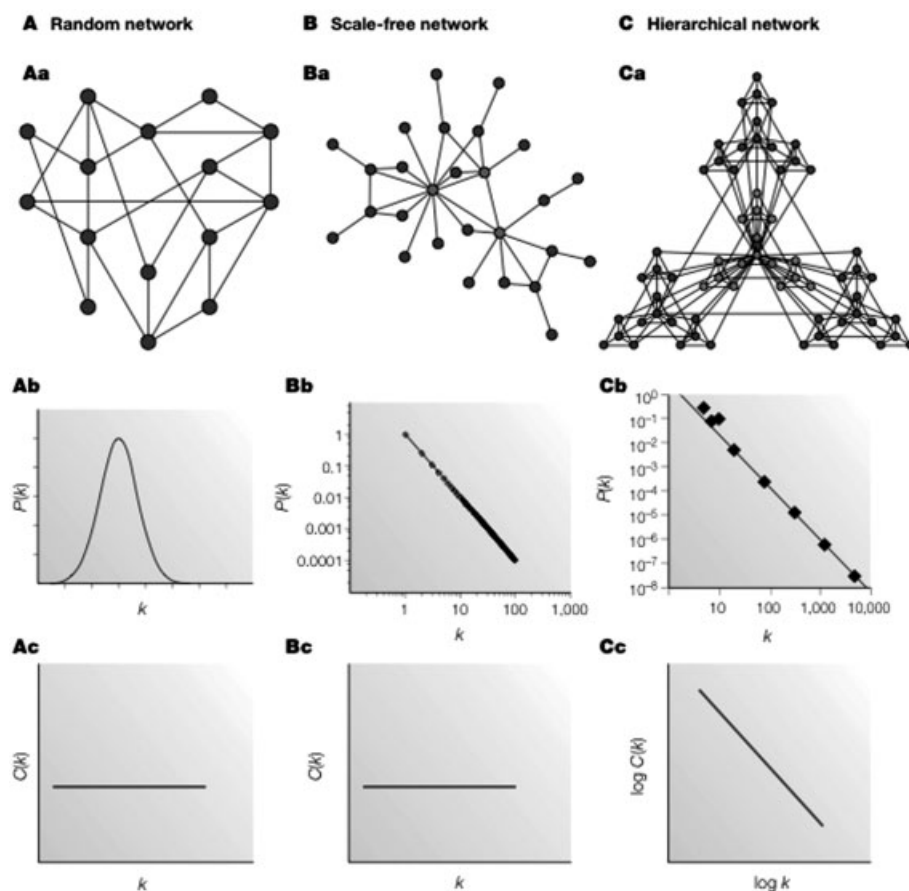 A Random network
B Scale-free network
C Hierarchical network
Aa
Ba
Ca
Ab
P(k)
k
Bb
1
0.1
0.01
0.001
0.0001
P(k)
1
10
100
1,000
k
Cb
10⁰
10⁻¹
10⁻²
10⁻³
10⁻⁴
10⁻⁵
10⁻⁶
10⁻⁷
10⁻⁸
P(k)
10
100
1,000
10,000
k
Ac
C(k)
k
Bc
C(k)
k
Cc
log C(k)
log k